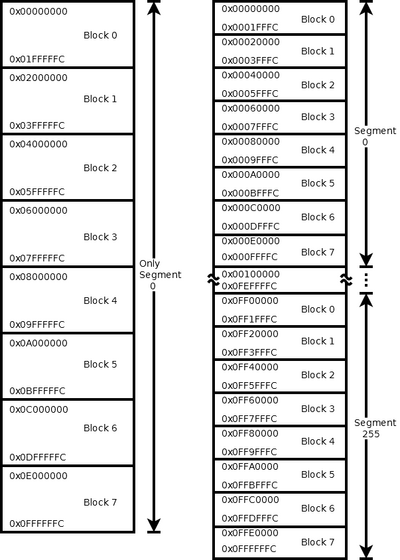 0x00000000
Block 0
0x01FFFFFC
0x02000000
Block 1
0x03FFFFFC
0x04000000
Block 2
0x05FFFFFC
0x06000000
Block 3
0x07FFFFFC
0x08000000
Block 4
0x09FFFFFC
0x0A000000
Block 5
0x0BFFFFFC
0x0C000000
Block 6
0x0DFFFFFC
0x0E000000
Block 7
0x0FFFFFFC
Only
Segment
0
0x00000000
Block 0
0x0001FFFC
0x00020000
Block 1
0x0003FFFC
0x00040000
Block 2
0x0005FFFC
0x00060000
Block 3
0x0007FFFC
0x00080000
Block 4
0x0009FFFC
0x000A0000
Block 5
0x000BFFFC
0x000C0000
Block 6
0x000DFFFC
0x000E0000
Block 7
0x000FFFFC
Segment
0
0x00100000
0x0FEFFFFC
0x0FF00000
Block 0
0x0FF1FFFC
0x0FF20000
Block 1
0x0FF3FFFC
0x0FF40000
Block 2
0x0FF5FFFC
0x0FF60000
Block 3
0x0FF7FFFC
0x0FF80000
Block 4
0x0FF9FFFC
0x0FFA0000
Block 5
0x0FFBFFFC
0x0FFC0000
Block 6
0x0FFDFFFC
0x0FFE0000
Block 7
0x0FFFFFFC
Segment
255